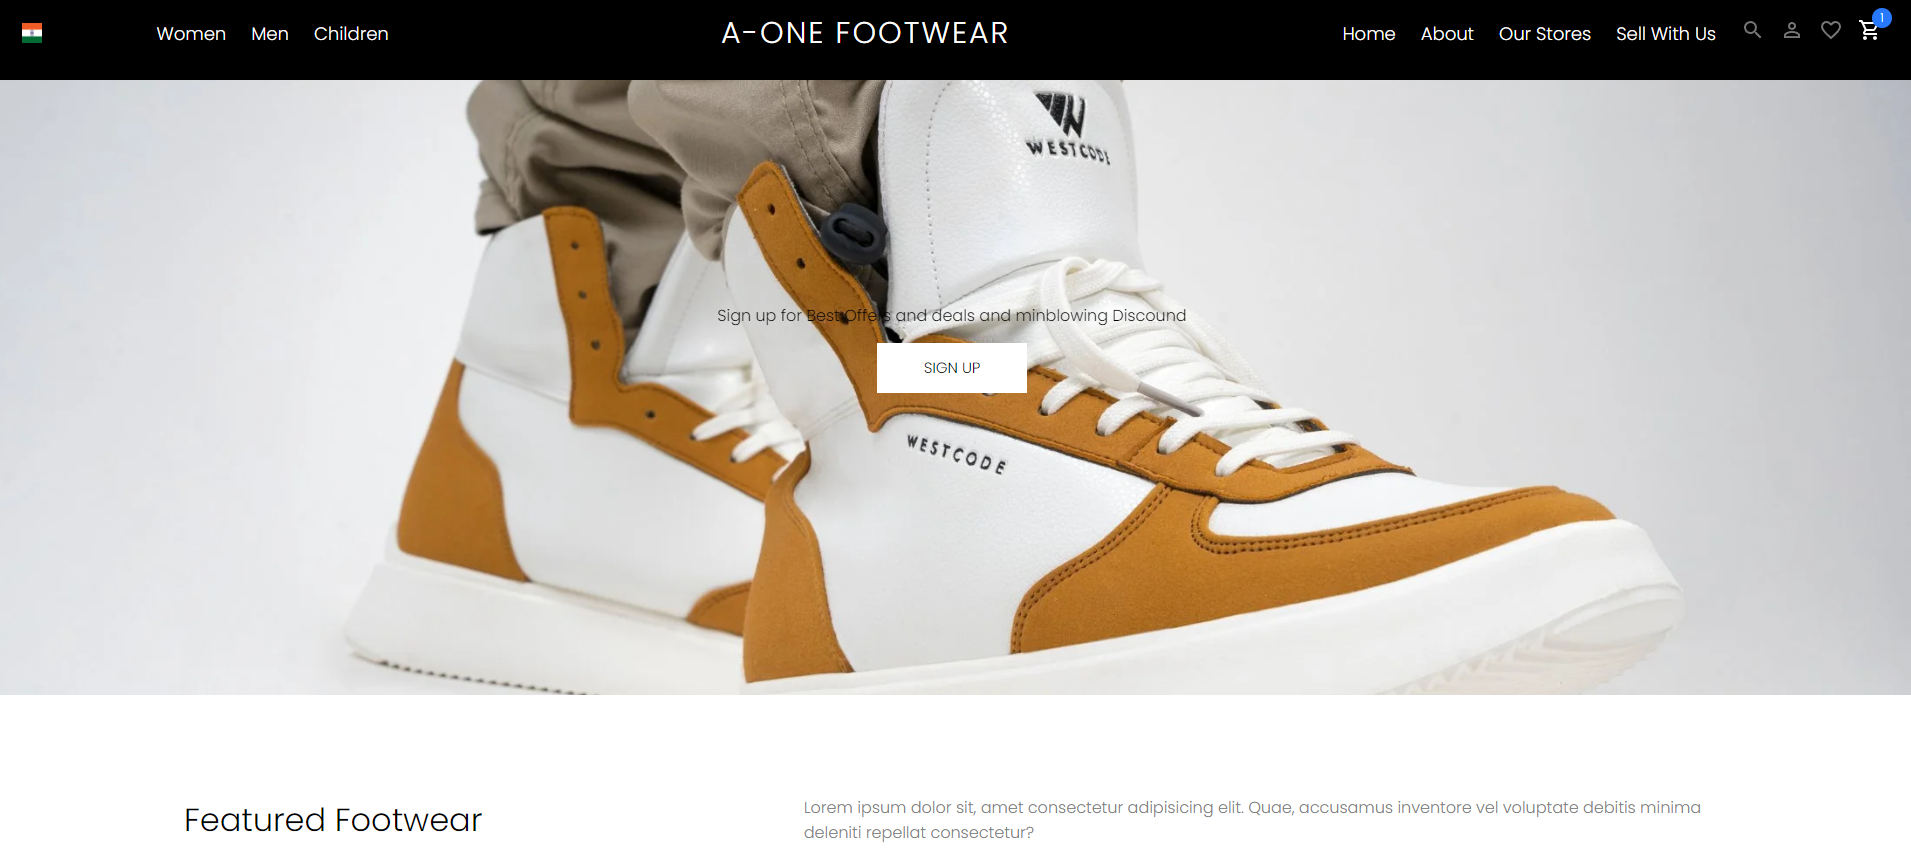 Women Men Children
A-ONE FOOTWEAR
Home About Our Stores Sell With Us
1
WESTCODE
Sign up for Best Offers and deals and minblowing Discound
SIGN UP
WESTCODE
Featured Footwear
Lorem ipsum dolor sit, amet consectetur adipisicing elit. Quae, accusamus inventore vel voluptate debitis minima
deleniti repellat consectetur?